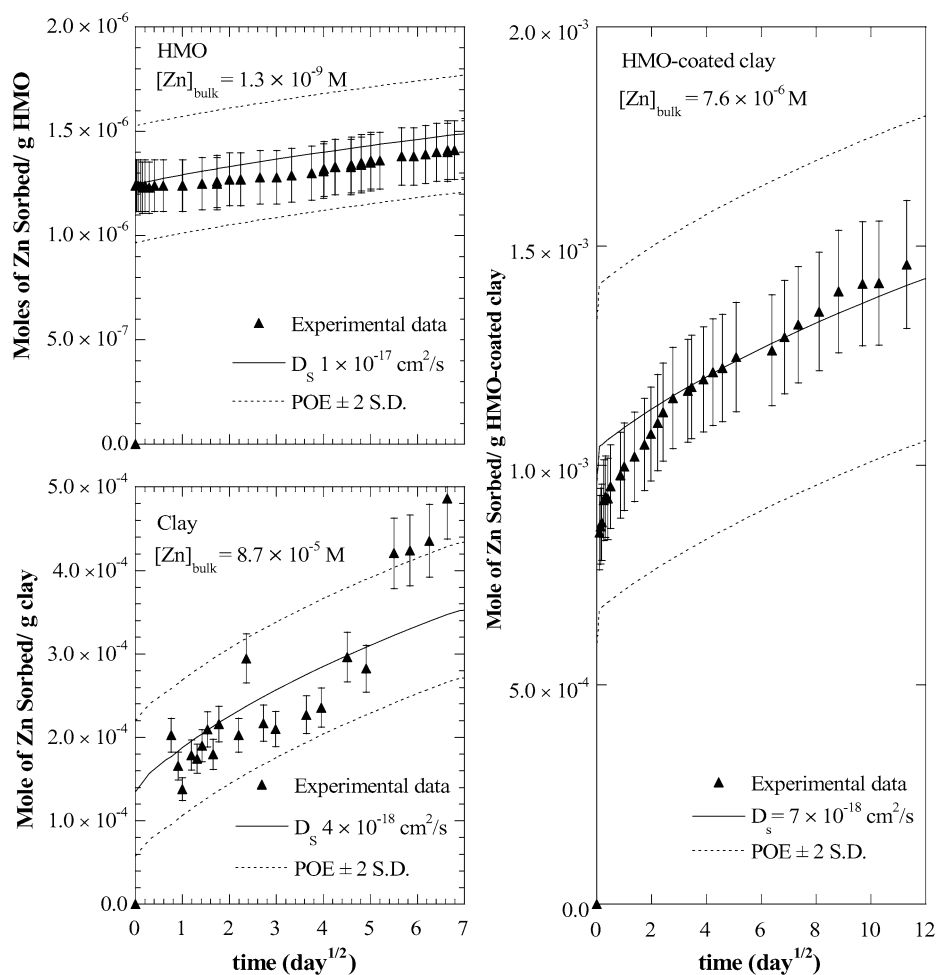 Moles of Zn Sorbed/ g HMO
2.0 × 10⁻⁶
1.5 × 10⁻⁶
1.0 × 10⁻⁶
5.0 × 10⁻⁷
0.0
HMO
[Zn]bulk = 1.3 × 10⁻⁹ M
Experimental data
DS 1 × 10⁻¹⁷ cm²/s
POE ± 2 S.D.
Mole of Zn Sorbed/ g clay
5.0 × 10⁻⁴
4.0 × 10⁻⁴
3.0 × 10⁻⁴
2.0 × 10⁻⁴
1.0 × 10⁻⁴
0.0
Clay
[Zn]bulk = 8.7 × 10⁻⁵ M
Experimental data
DS 4 × 10⁻¹⁸ cm²/s
POE ± 2 S.D.
0 1 2 3 4 5 6 7
time (day¹/²)
Mole of Zn Sorbed/ g HMO-coated clay
2.0 × 10⁻³
1.5 × 10⁻³
1.0 × 10⁻³
5.0 × 10⁻⁴
0.0
HMO-coated clay
[Zn]bulk = 7.6 × 10⁻⁶ M
Experimental data
Ds = 7 × 10⁻¹⁸ cm²/s
POE ± 2 S.D.
0 2 4 6 8 10 12
time (day¹/²)